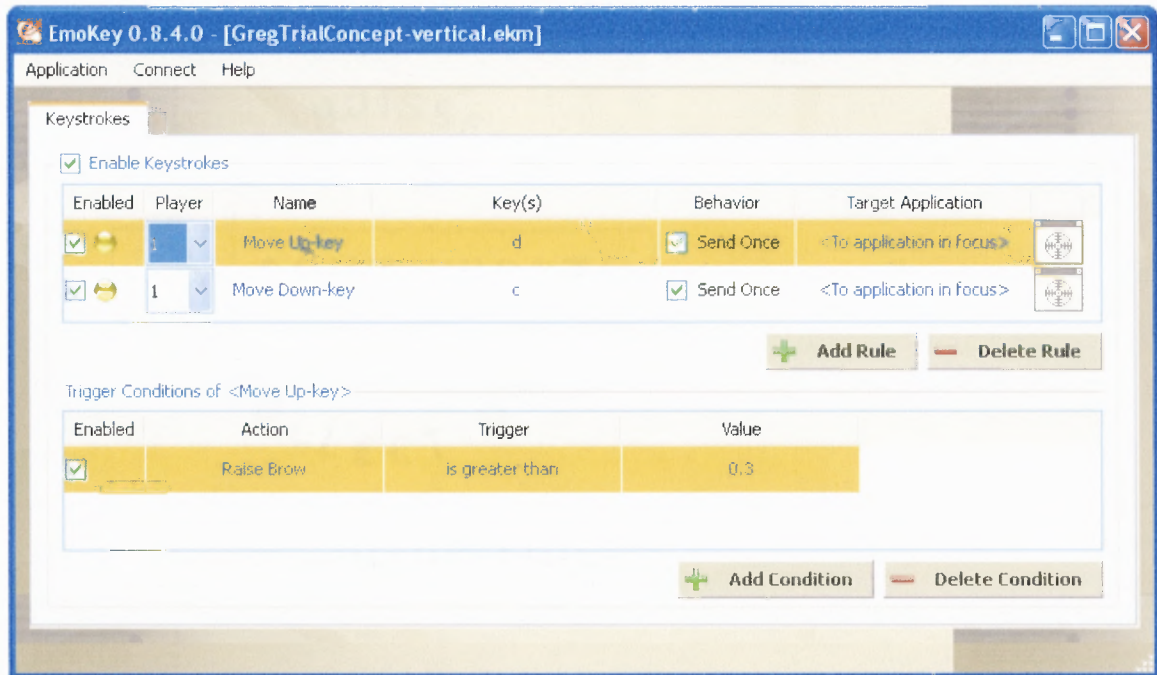 EmoKey 0.8.4.0 - [GregTrialConcept-vertical.ekm]
Application Connect Help
Keystrokes
Enable Keystrokes
Enabled Player Name Key(s) Behavior Target Application
1 Move Up-key d Send Once <To application in focus>
1 Move Down-key c Send Once <To application in focus>
Add Rule Delete Rule
Trigger Conditions of <Move Up-key>
Enabled Action Trigger Value
Raise Brow is greater than 0.3
Add Condition Delete Condition